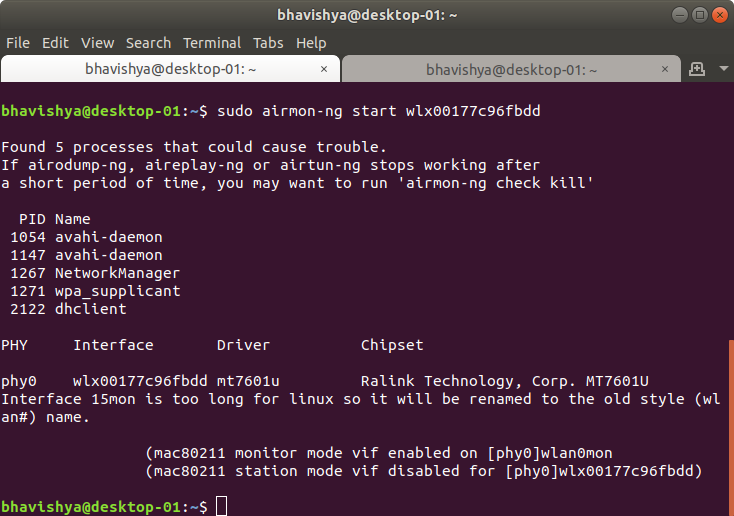 bhavishya@desktop-01: ~
File Edit View Search Terminal Tabs Help
bhavishya@desktop-01: ~ × bhavishya@desktop-01: ~ ×
bhavishya@desktop-01:~$ sudo airmon-ng start wlx00177c96fbdd
Found 5 processes that could cause trouble.
If airodump-ng, aireplay-ng or airtun-ng stops working after
a short period of time, you may want to run 'airmon-ng check kill'
PID Name
1054 avahi-daemon
1147 avahi-daemon
1267 NetworkManager
1271 wpa_supplicant
2122 dhclient
PHY Interface Driver Chipset
phy0 wlx00177c96fbdd mt7601u Ralink Technology, Corp. MT7601U
Interface 15mon is too long for linux so it will be renamed to the old style (wl
an#) name.
(mac80211 monitor mode vif enabled on [phy0]wlan0mon
(mac80211 station mode vif disabled for [phy0]wlx00177c96fbdd)
bhavishya@desktop-01:~$